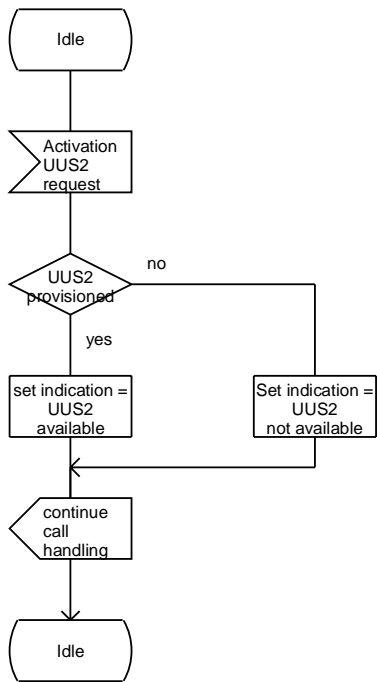 Idle
Activation
UUS2
request
no
UUS2
provisioned
yes
set indication =
UUS2
available
Set indication =
UUS2
not available
continue
call
handling
Idle